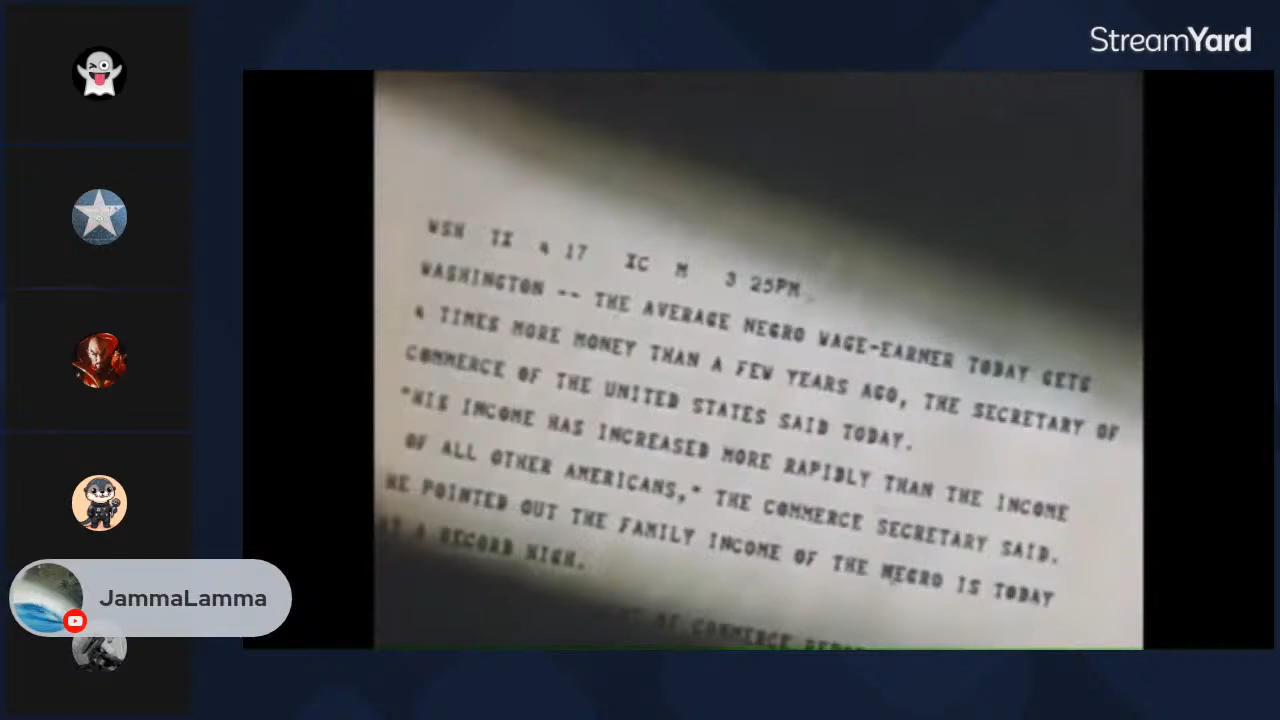 StreamYard
WSH TX 4 17 XC M 3 25PM
WASHINGTON -- THE AVERAGE NEGRO WAGE-EARNER TODAY GETS
4 TIMES MORE MONEY THAN A FEW YEARS AGO, THE SECRETARY OF
COMMERCE OF THE UNITED STATES SAID TODAY.
"HIS INCOME HAS INCREASED MORE RAPIDLY THAN THE INCOME
OF ALL OTHER AMERICANS," THE COMMERCE SECRETARY SAID.
HE POINTED OUT THE FAMILY INCOME OF THE NEGRO IS TODAY
AT A RECORD HIGH.
OF COMMERCE
JammaLamma